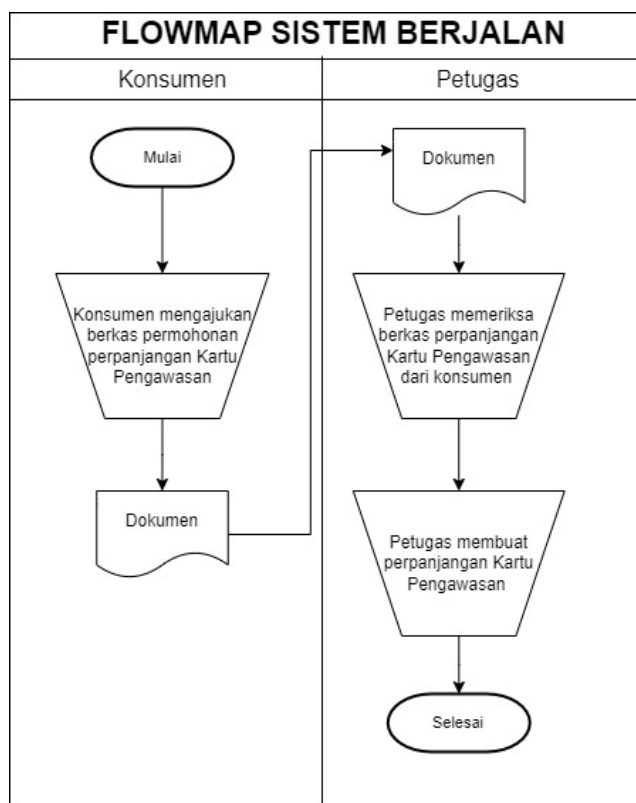 FLOWMAP SISTEM BERJALAN
Konsumen
Petugas
Mulai
Konsumen mengajukan
berkas permohonan
perpanjangan Kartu
Pengawasan
Dokumen
Dokumen
Petugas memeriksa
berkas perpanjangan
Kartu Pengawasan
dari konsumen
Petugas membuat
perpanjangan Kartu
Pengawasan
Selesai